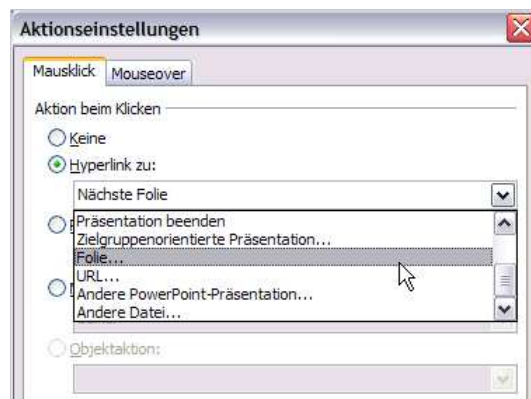 Aktionseinstellungen
Mausklick Mouseover
Aktion beim Klicken
Keine
Hyperlink zu:
Nächste Folie
Präsentation beenden
Zielgruppenorientierte Präsentation...
Folie...
URL...
Andere PowerPoint-Präsentation...
Andere Datei...
Objektaktion: